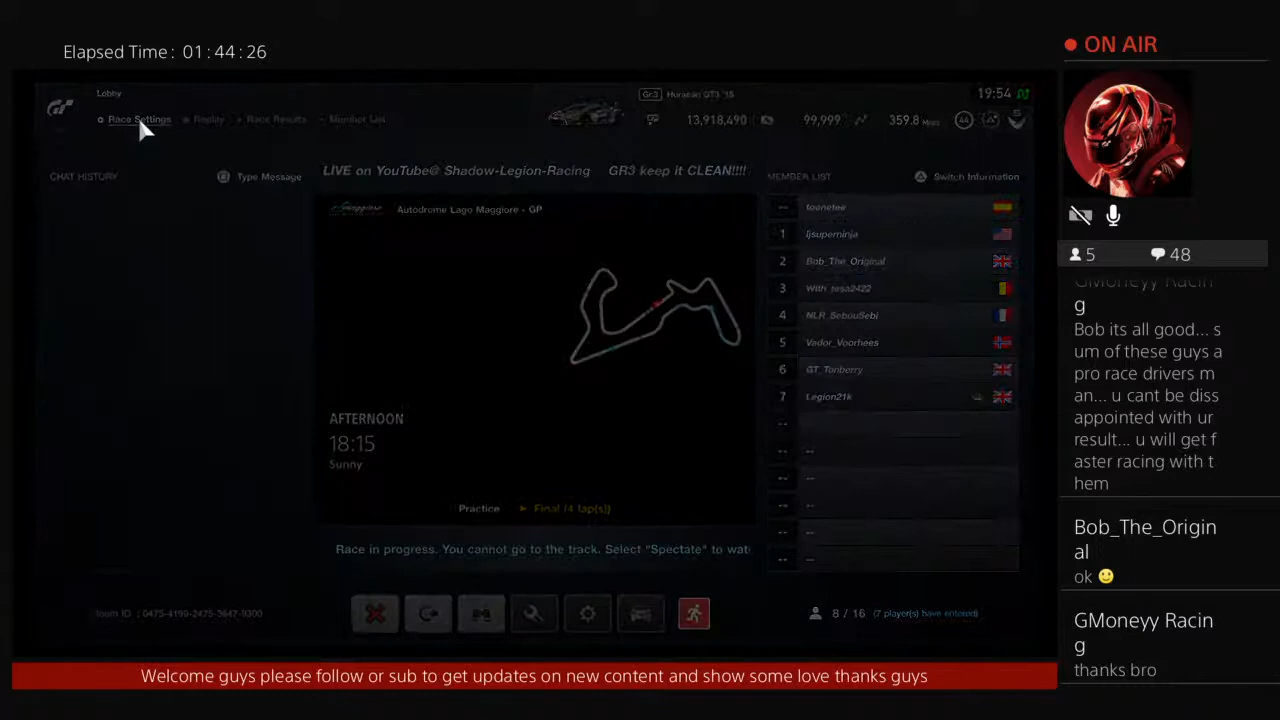 Elapsed Time : 01 : 44 : 26
ON AIR
Lobby
Race Settings Replay Race Results Member List
Gr.3 Huracán GT3 '15
19:54
13,918,490 99,999 359.8 Miles 44
CHAT HISTORY
Type Message
LIVE on YouTube@ Shadow-Legion-Racing GR3 keep it CLEAN!!!!
MEMBER LIST
Switch Information
Autodrome Lago Maggiore - GP
-- toonetee
1 ljsuperninja
2 Bob_The_Original
3 With_tesa2422
4 NLR_SebouSebi
5 Vador_Voorhees
6 GT_Tonberry
7 Legion21k
-- --
-- --
-- --
-- --
-- --
-- --
AFTERNOON
18:15
Sunny
Practice ▶ Final (4 lap(s))
Race in progress. You cannot go to the track. Select "Spectate" to wat
8 / 16 (7 player(s) have entered)
Welcome guys please follow or sub to get updates on new content and show some love thanks guys
5 48
GMoneyy Racin
g
Bob its all good... s
um of these guys a
pro race drivers m
an... u cant be diss
appointed with ur
result... u will get f
aster racing with t
hem
Bob_The_Origin
al
ok 🙂
GMoneyy Racin
g
thanks bro